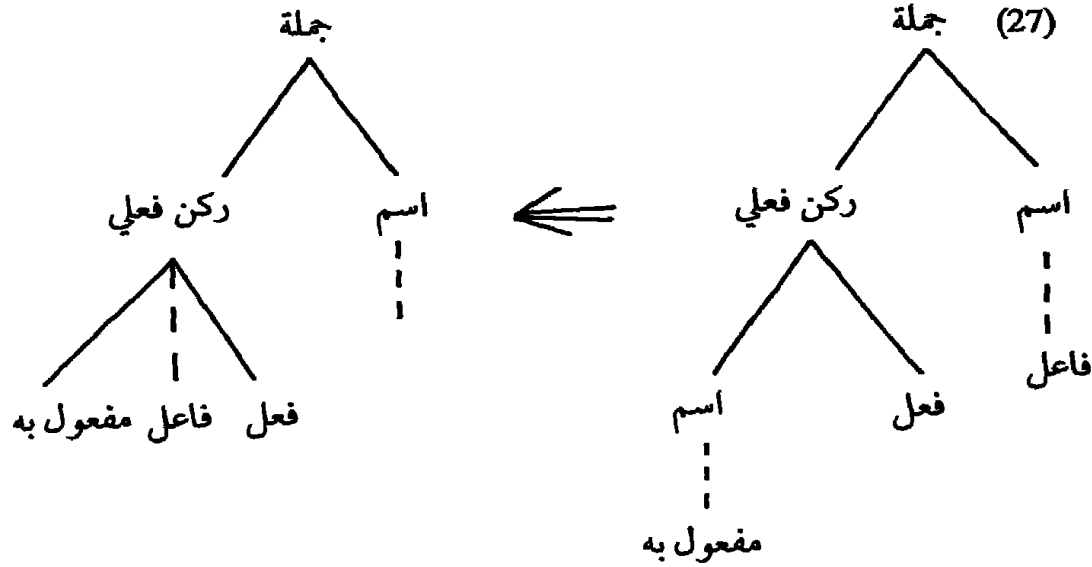 (27) جملة جملة
اسم ركن فعلي اسم ركن فعلي
فاعل
فعل اسم فعل فاعل مفعول به
مفعول به